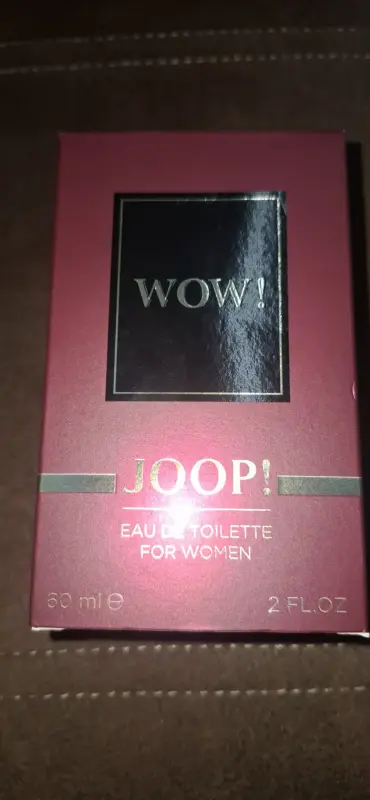 WOW!
JOOP!
EAU DE TOILETTE
FOR WOMEN
60 ml ℮ 2 FL.OZ